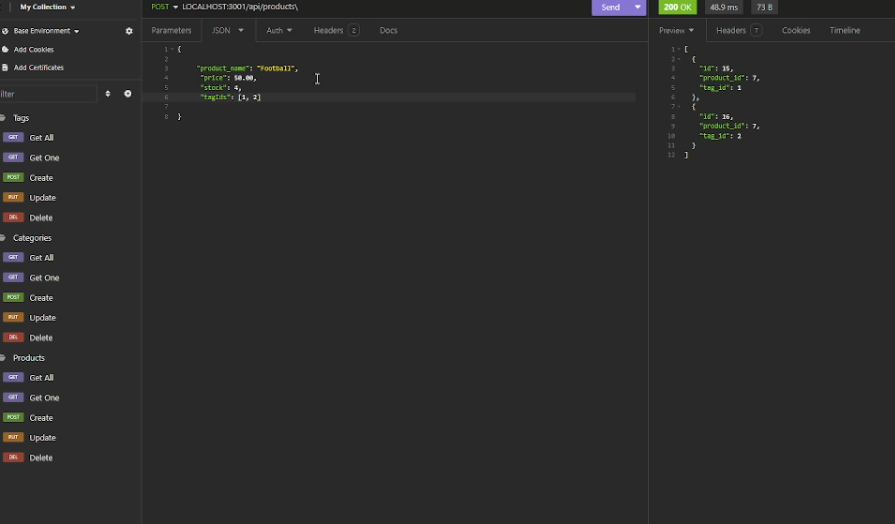 My Collection
Base Environment
Add Cookies
Add Certificates
ilter
Tags
GET Get All
GET Get One
POST Create
PUT Update
DEL Delete
Categories
GET Get All
GET Get One
POST Create
PUT Update
DEL Delete
Products
GET Get All
GET Get One
POST Create
PUT Update
DEL Delete
POST LOCALHOST:3001/api/products\
Send
Parameters JSON Auth Headers 2 Docs
1 {
2
3 "product_name": "Football",
4 "price": 50.00,
5 "stock": 4,
6 "tagIds": [1, 2]
7
8 }
200 OK 48.9 ms 73 B
Preview Headers 7 Cookies Timeline
1 [
2 {
3 "id": 15,
4 "product_id": 7,
5 "tag_id": 1
6 },
7 {
8 "id": 16,
9 "product_id": 7,
10 "tag_id": 2
11 }
12 ]